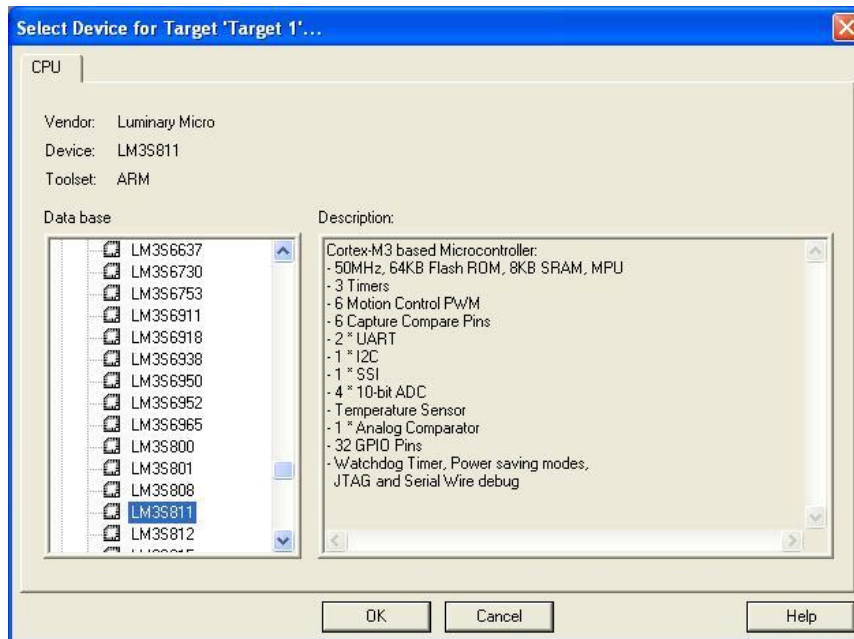 Select Device for Target 'Target 1'...
CPU
Vendor: Luminary Micro
Device: LM3S811
Toolset: ARM
Data base
Description:
LM3S6637
LM3S6730
LM3S6753
LM3S6911
LM3S6918
LM3S6938
LM3S6950
LM3S6952
LM3S6965
LM3S800
LM3S801
LM3S808
LM3S811
LM3S812
Cortex-M3 based Microcontroller:
- 50MHz, 64KB Flash ROM, 8KB SRAM, MPU
- 3 Timers
- 6 Motion Control PWM
- 6 Capture Compare Pins
- 2 * UART
- 1 * I2C
- 1 * SSI
- 4 * 10-bit ADC
- Temperature Sensor
- 1 * Analog Comparator
- 32 GPIO Pins
- Watchdog Timer, Power saving modes,
JTAG and Serial Wire debug
OK
Cancel
Help